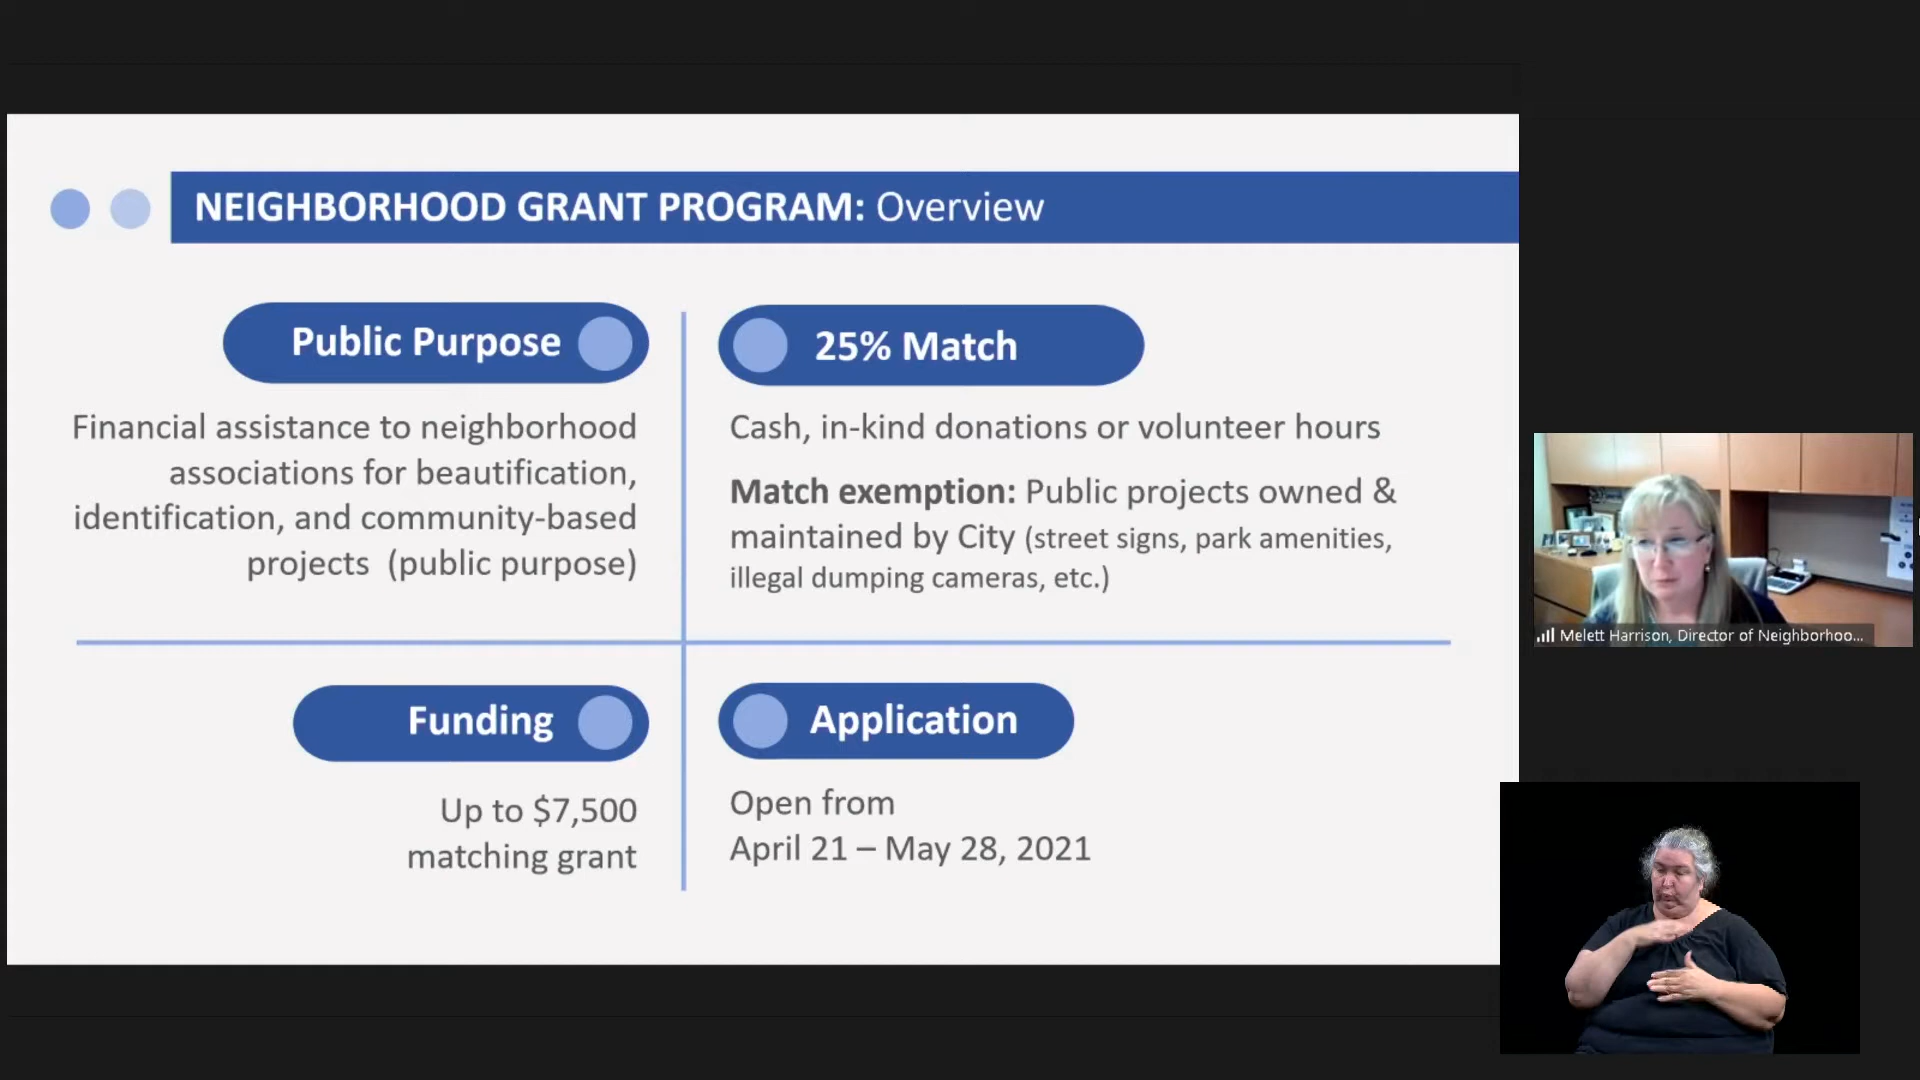 NEIGHBORHOOD GRANT PROGRAM: Overview
Public Purpose
Financial assistance to neighborhood
associations for beautification,
identification, and community-based
projects (public purpose)
25% Match
Cash, in-kind donations or volunteer hours
Match exemption: Public projects owned &
maintained by City (street signs, park amenities,
illegal dumping cameras, etc.)
Funding
Up to $7,500
matching grant
Application
Open from
April 21 – May 28, 2021
Melett Harrison, Director of Neighborhoo...